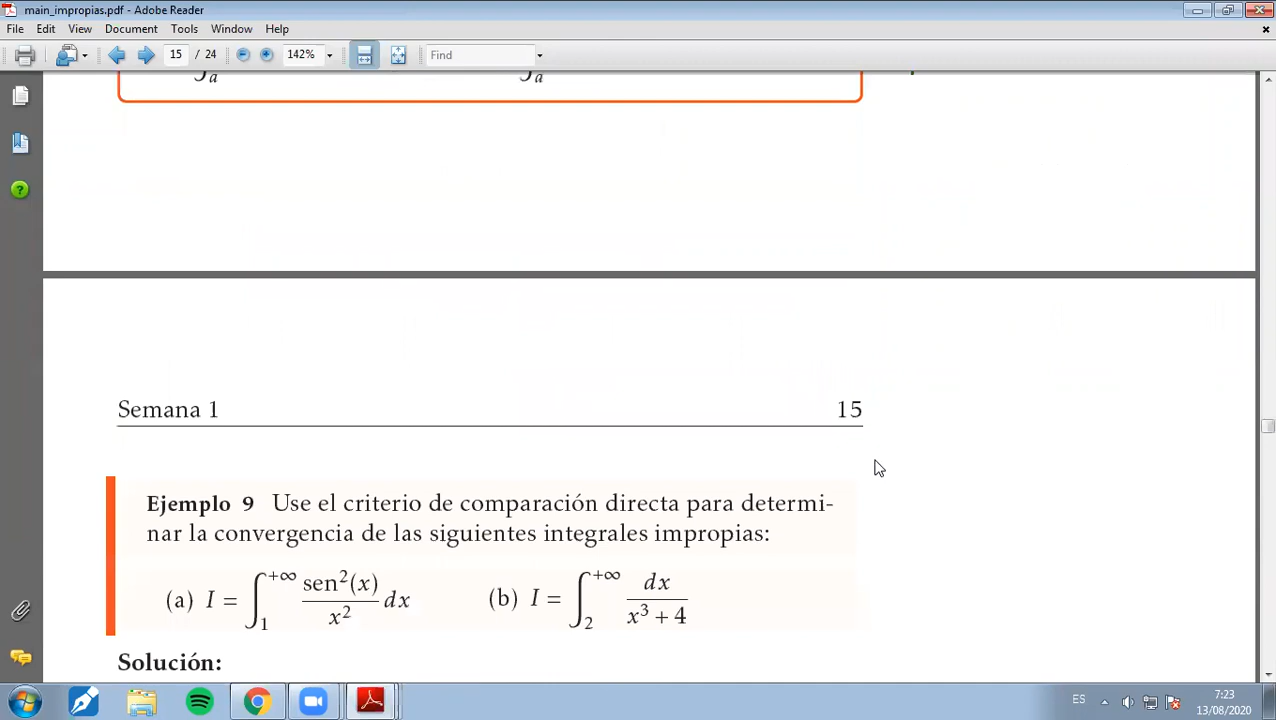 main_impropias.pdf - Adobe Reader
File Edit View Document Tools Window Help
15 / 24 142% Find
∫a ∫a
Semana 1 15
Ejemplo 9 Use el criterio de comparación directa para determi-
nar la convergencia de las siguientes integrales impropias:
(a) I = ∫₁^{+∞} sen²(x)/x² dx (b) I = ∫₂^{+∞} dx/(x³ + 4)
Solución:
ES 7:23
13/08/2020